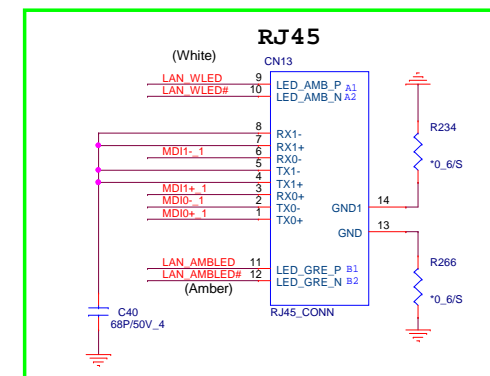 RJ45
(White)
CN13
LAN_WLED 9 LED_AMB_P A1
LAN_WLED# 10 LED_AMB_N A2
8 RX1-
7 RX1+
MDI1-_1 6 RX0-
5 TX1-
4 TX1+
MDI1+_1 3 RX0+
MDI0-_1 2 TX0-
MDI0+_1 1 TX0+
GND1 14
GND 13
LAN_AMBLED 11 LED_GRE_P B1
LAN_AMBLED# 12 LED_GRE_N B2
(Amber)
RJ45_CONN
R234
*0_6/S
R266
*0_6/S
C40
68P/50V_4